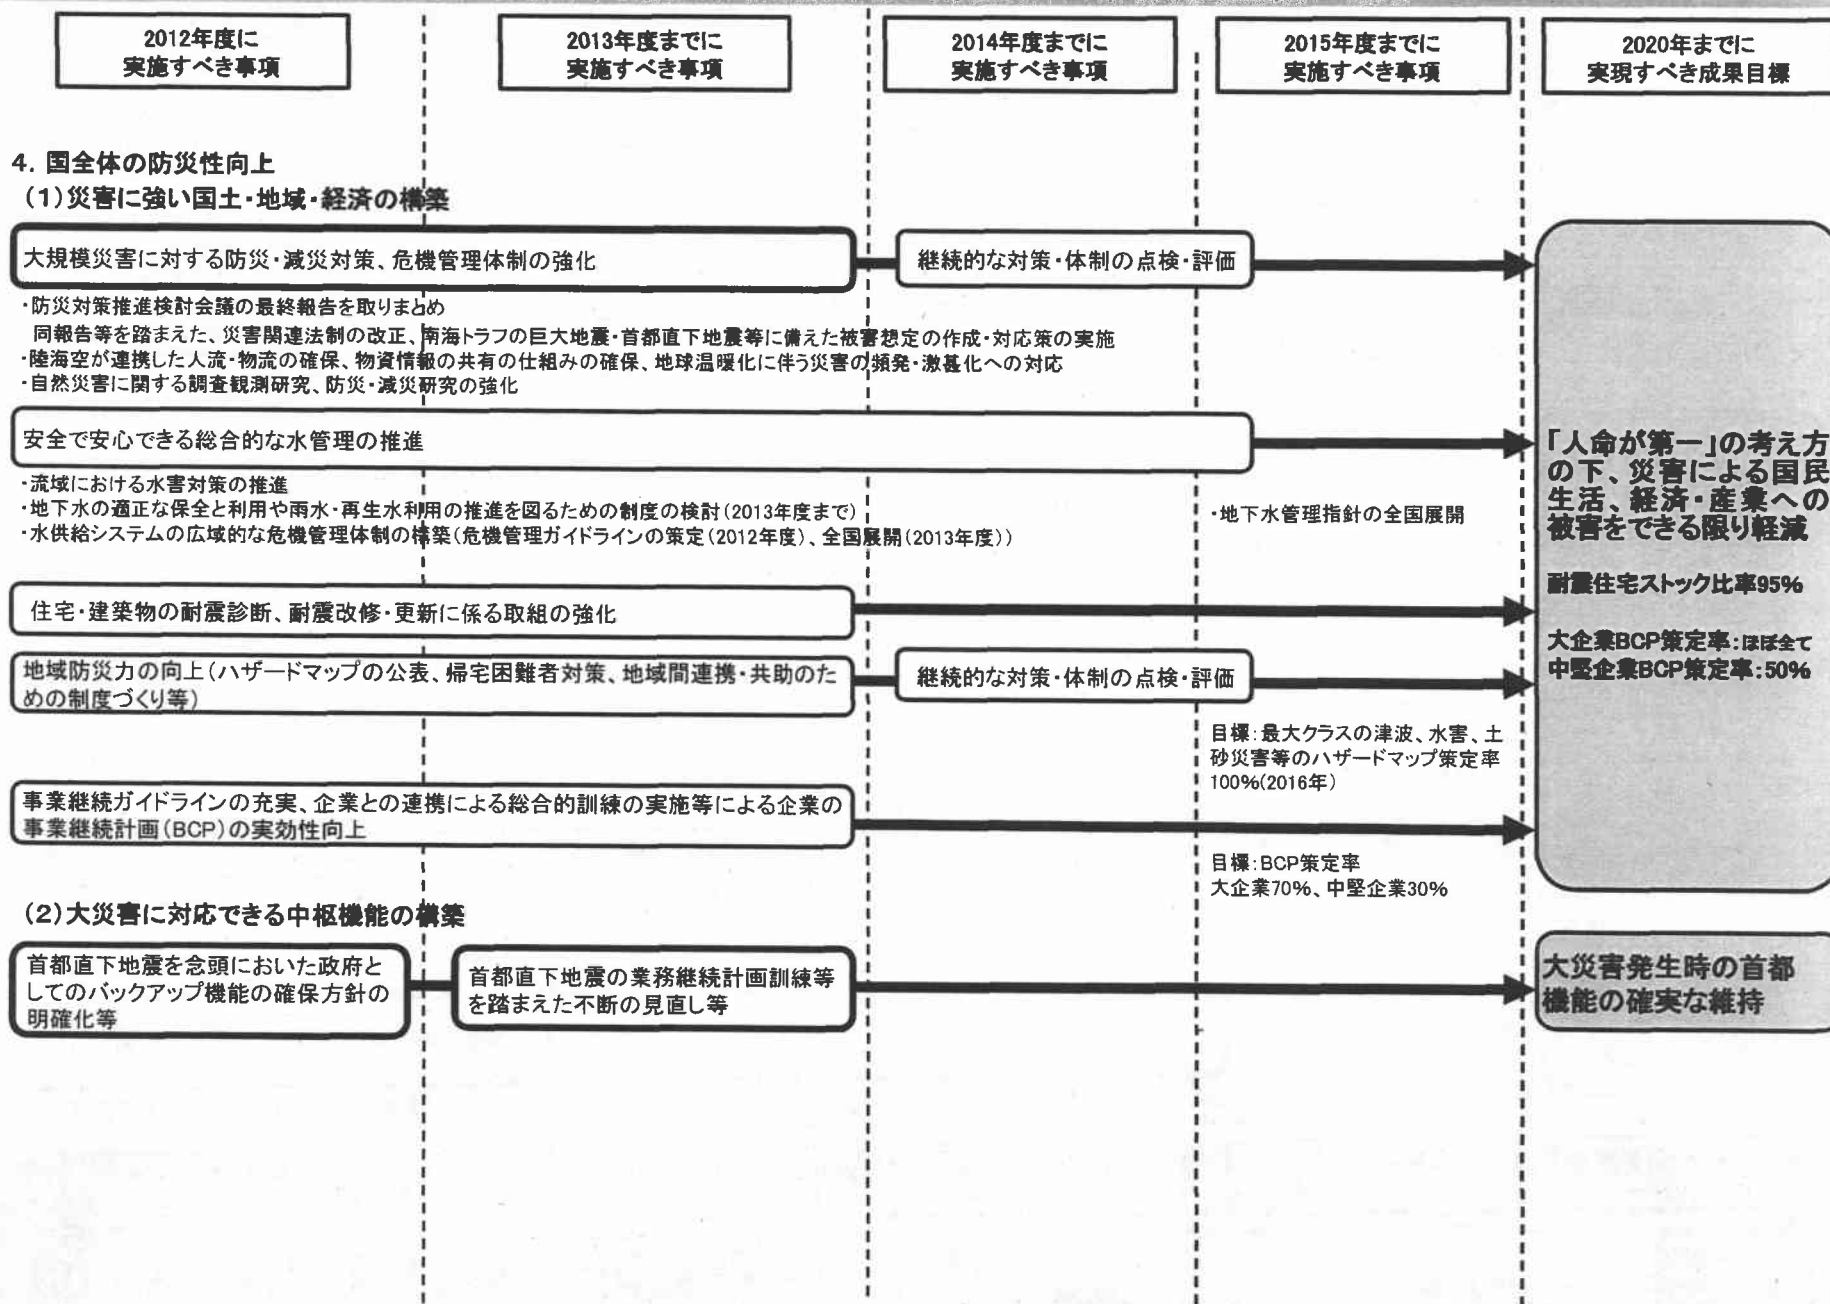 2012年度に
実施すべき事項
2013年度までに
実施すべき事項
2014年度までに
実施すべき事項
2015年度までに
実施すべき事項
2020年までに
実現すべき成果目標
4．国全体の防災性向上
(1)災害に強い国土・地域・経済の構築
大規模災害に対する防災・減災対策、危機管理体制の強化
継続的な対策・体制の点検・評価
・防災対策推進検討会議の最終報告を取りまとめ
同報告等を踏まえた、災害関連法制の改正、南海トラフの巨大地震・首都直下地震等に備えた被害想定の作成・対応策の実施
・陸海空が連携した人流・物流の確保、物資情報の共有の仕組みの確保、地球温暖化に伴う災害の頻発・激甚化への対応
・自然災害に関する調査観測研究、防災・減災研究の強化
安全で安心できる総合的な水管理の推進
・流域における水害対策の推進
・地下水の適正な保全と利用や雨水・再生水利用の推進を図るための制度の検討(2013年度まで)
・水供給システムの広域的な危機管理体制の構築(危機管理ガイドラインの策定(2012年度)、全国展開(2013年度))
・地下水管理指針の全国展開
住宅・建築物の耐震診断、耐震改修・更新に係る取組の強化
地域防災力の向上(ハザードマップの公表、帰宅困難者対策、地域間連携・共助のた
めの制度づくり等)
継続的な対策・体制の点検・評価
目標：最大クラスの津波、水害、土
砂災害等のハザードマップ策定率
100%(2016年)
事業継続ガイドラインの充実、企業との連携による総合的訓練の実施等による企業の
事業継続計画(BCP)の実効性向上
目標：BCP策定率
大企業70%、中堅企業30%
「人命が第一」の考え方
の下、災害による国民
生活、経済・産業への
被害をできる限り軽減
耐震住宅ストック比率95%
大企業BCP策定率：ほぼ全て
中堅企業BCP策定率：50%
(2)大災害に対応できる中枢機能の構築
首都直下地震を念頭においた政府と
してのバックアップ機能の確保方針の
明確化等
首都直下地震の業務継続計画訓練等
を踏まえた不断の見直し等
大災害発生時の首都
機能の確実な維持